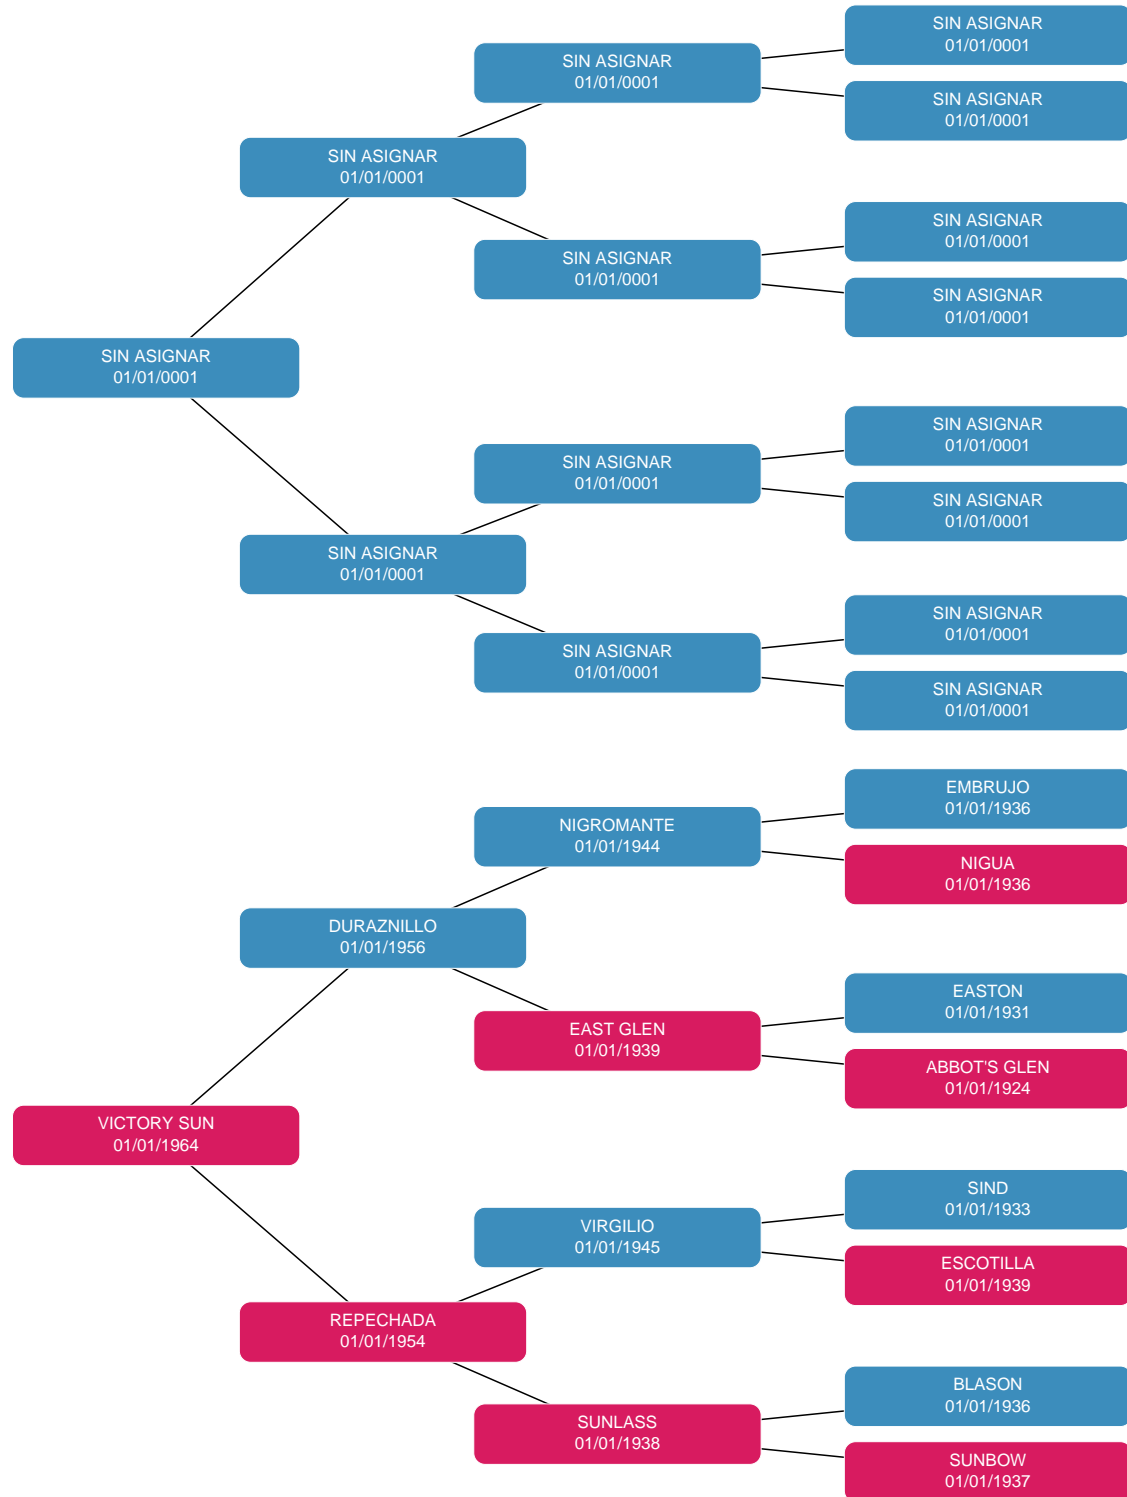 SIN ASIGNAR
01/01/0001
SIN ASIGNAR
01/01/0001
SIN ASIGNAR
01/01/0001
SIN ASIGNAR
01/01/0001
SIN ASIGNAR
01/01/0001
SIN ASIGNAR
01/01/0001
SIN ASIGNAR
01/01/0001
SIN ASIGNAR
01/01/0001
SIN ASIGNAR
01/01/0001
SIN ASIGNAR
01/01/0001
SIN ASIGNAR
01/01/0001
SIN ASIGNAR
01/01/0001
SIN ASIGNAR
01/01/0001
SIN ASIGNAR
01/01/0001
SIN ASIGNAR
01/01/0001
EMBRUJO
01/01/1936
NIGROMANTE
01/01/1944
NIGUA
01/01/1936
DURAZNILLO
01/01/1956
EASTON
01/01/1931
EAST GLEN
01/01/1939
ABBOT'S GLEN
01/01/1924
VICTORY SUN
01/01/1964
SIND
01/01/1933
VIRGILIO
01/01/1945
ESCOTILLA
01/01/1939
REPECHADA
01/01/1954
BLASON
01/01/1936
SUNLASS
01/01/1938
SUNBOW
01/01/1937